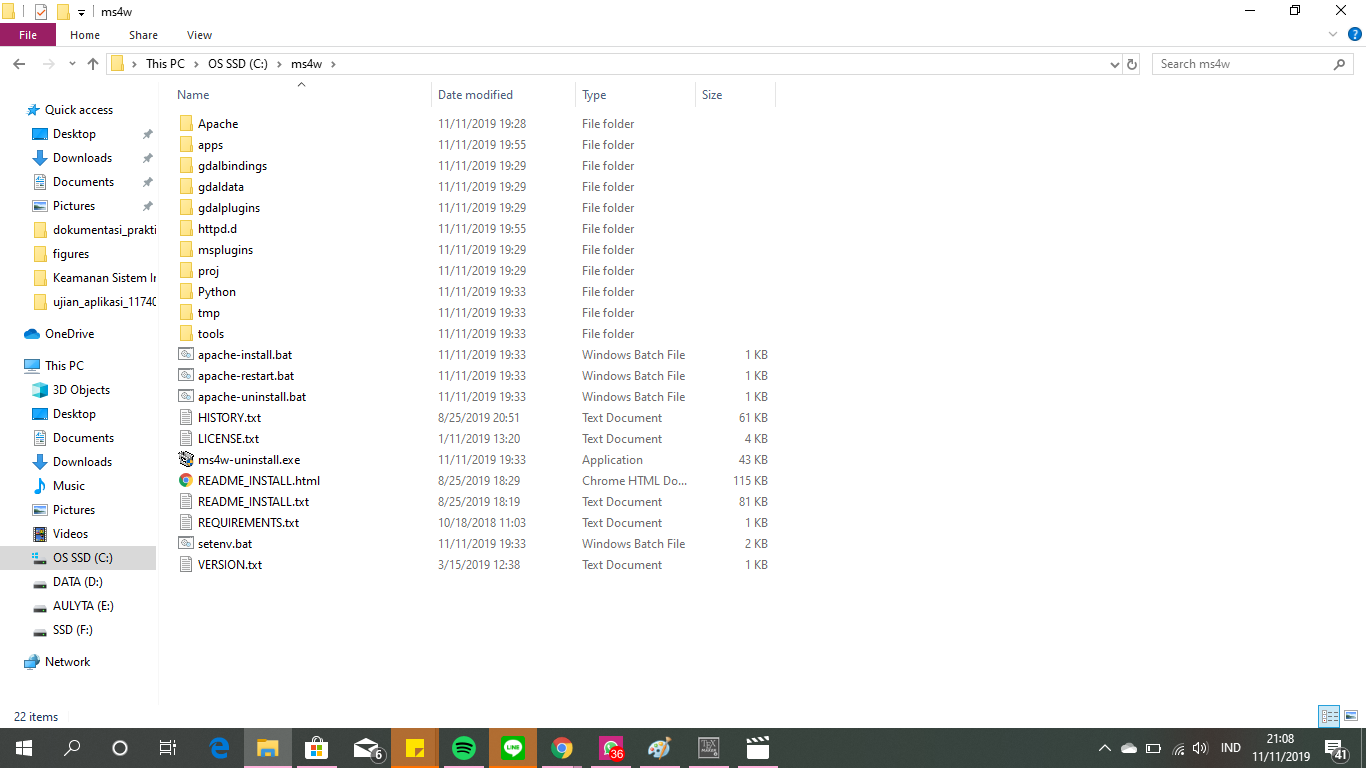 ms4w
File Home Share View
This PC OS SSD (C:) ms4w Search ms4w
Name Date modified Type Size
Quick access
Desktop
Downloads
Documents
Pictures
dokumentasi_prakti
figures
Keamanan Sistem Ir
ujian_aplikasi_11740
OneDrive
This PC
3D Objects
Desktop
Documents
Downloads
Music
Pictures
Videos
OS SSD (C:)
DATA (D:)
AULYTA (E:)
SSD (F:)
Network
Apache 11/11/2019 19:28 File folder
apps 11/11/2019 19:55 File folder
gdalbindings 11/11/2019 19:29 File folder
gdaldata 11/11/2019 19:29 File folder
gdalplugins 11/11/2019 19:29 File folder
httpd.d 11/11/2019 19:55 File folder
msplugins 11/11/2019 19:29 File folder
proj 11/11/2019 19:29 File folder
Python 11/11/2019 19:33 File folder
tmp 11/11/2019 19:33 File folder
tools 11/11/2019 19:33 File folder
apache-install.bat 11/11/2019 19:33 Windows Batch File 1 KB
apache-restart.bat 11/11/2019 19:33 Windows Batch File 1 KB
apache-uninstall.bat 11/11/2019 19:33 Windows Batch File 1 KB
HISTORY.txt 8/25/2019 20:51 Text Document 61 KB
LICENSE.txt 1/11/2019 13:20 Text Document 4 KB
ms4w-uninstall.exe 11/11/2019 19:33 Application 43 KB
README_INSTALL.html 8/25/2019 18:29 Chrome HTML Do... 115 KB
README_INSTALL.txt 8/25/2019 18:19 Text Document 81 KB
REQUIREMENTS.txt 10/18/2018 11:03 Text Document 1 KB
setenv.bat 11/11/2019 19:33 Windows Batch File 2 KB
VERSION.txt 3/15/2019 12:38 Text Document 1 KB
22 items
6 LINE 36 TEX MAKER IND 21:08 41
11/11/2019